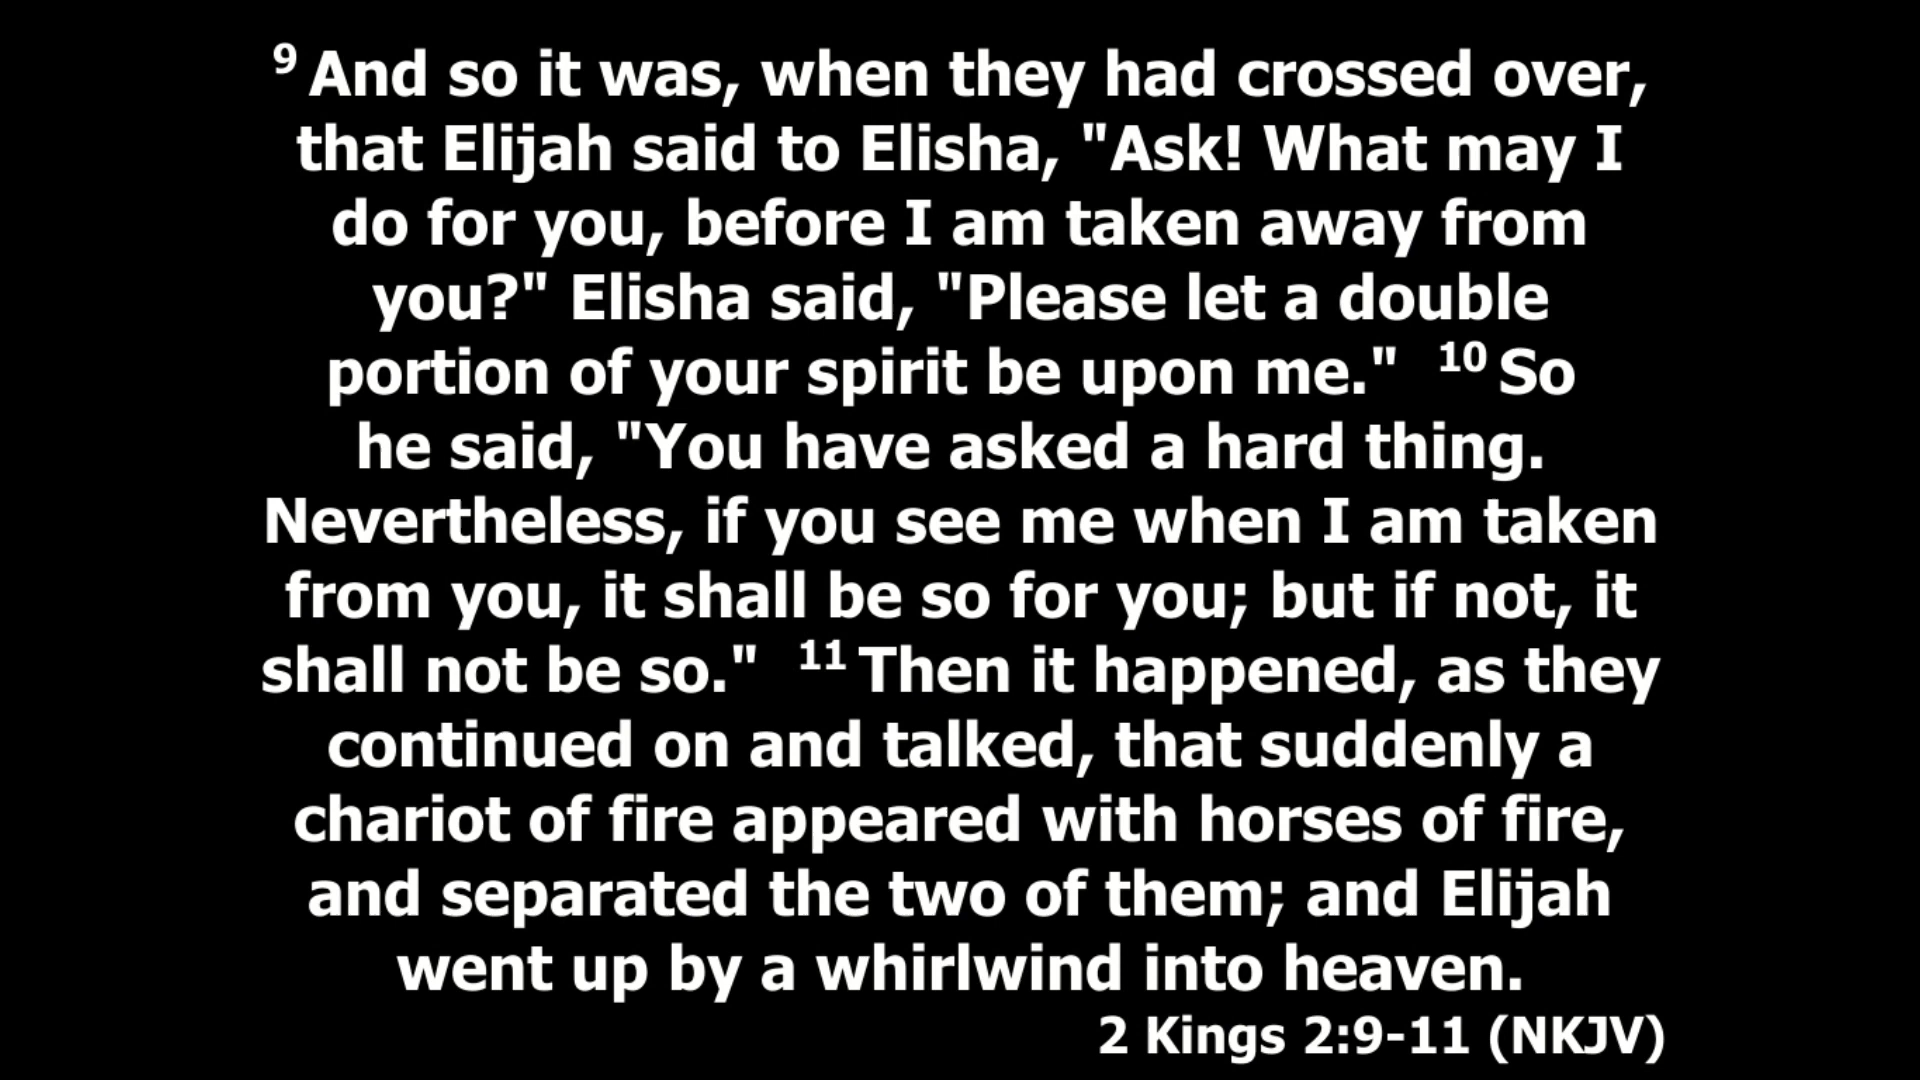 9 And so it was, when they had crossed over,
that Elijah said to Elisha, "Ask! What may I
do for you, before I am taken away from
you?" Elisha said, "Please let a double
portion of your spirit be upon me." 10 So
he said, "You have asked a hard thing.
Nevertheless, if you see me when I am taken
from you, it shall be so for you; but if not, it
shall not be so." 11 Then it happened, as they
continued on and talked, that suddenly a
chariot of fire appeared with horses of fire,
and separated the two of them; and Elijah
went up by a whirlwind into heaven.
2 Kings 2:9-11 (NKJV)